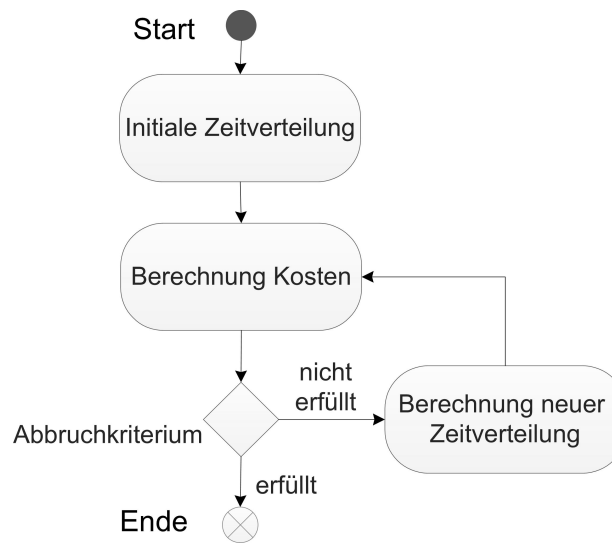 Start
Initiale Zeitverteilung
Berechnung Kosten
nicht
erfüllt
Berechnung neuer
Zeitverteilung
Abbruchkriterium
erfüllt
Ende